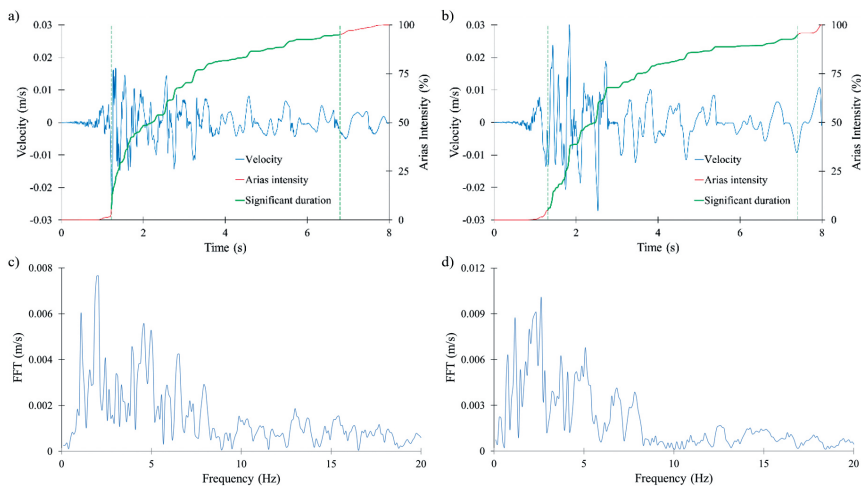 a)
0.03
0.02
0.01
0
-0.01
-0.02
-0.03
Velocity (m/s)
100
75
50
25
0
Arias Intensity (%)
Velocity
Arias intensity
Significant duration
0 2 4 6 8
Time (s)
b)
0.03
0.02
0.01
0
-0.01
-0.02
-0.03
Velocity (m/s)
100
75
50
25
0
Arias Intensity (%)
Velocity
Arias intensity
Significant duration
0 2 4 6 8
Time (s)
c)
0.008
0.006
0.004
0.002
0
FFT (m/s)
0 5 10 15 20
Frequency (Hz)
d)
0.012
0.009
0.006
0.003
0
FFT (m/s)
0 5 10 15 20
Frequency (Hz)